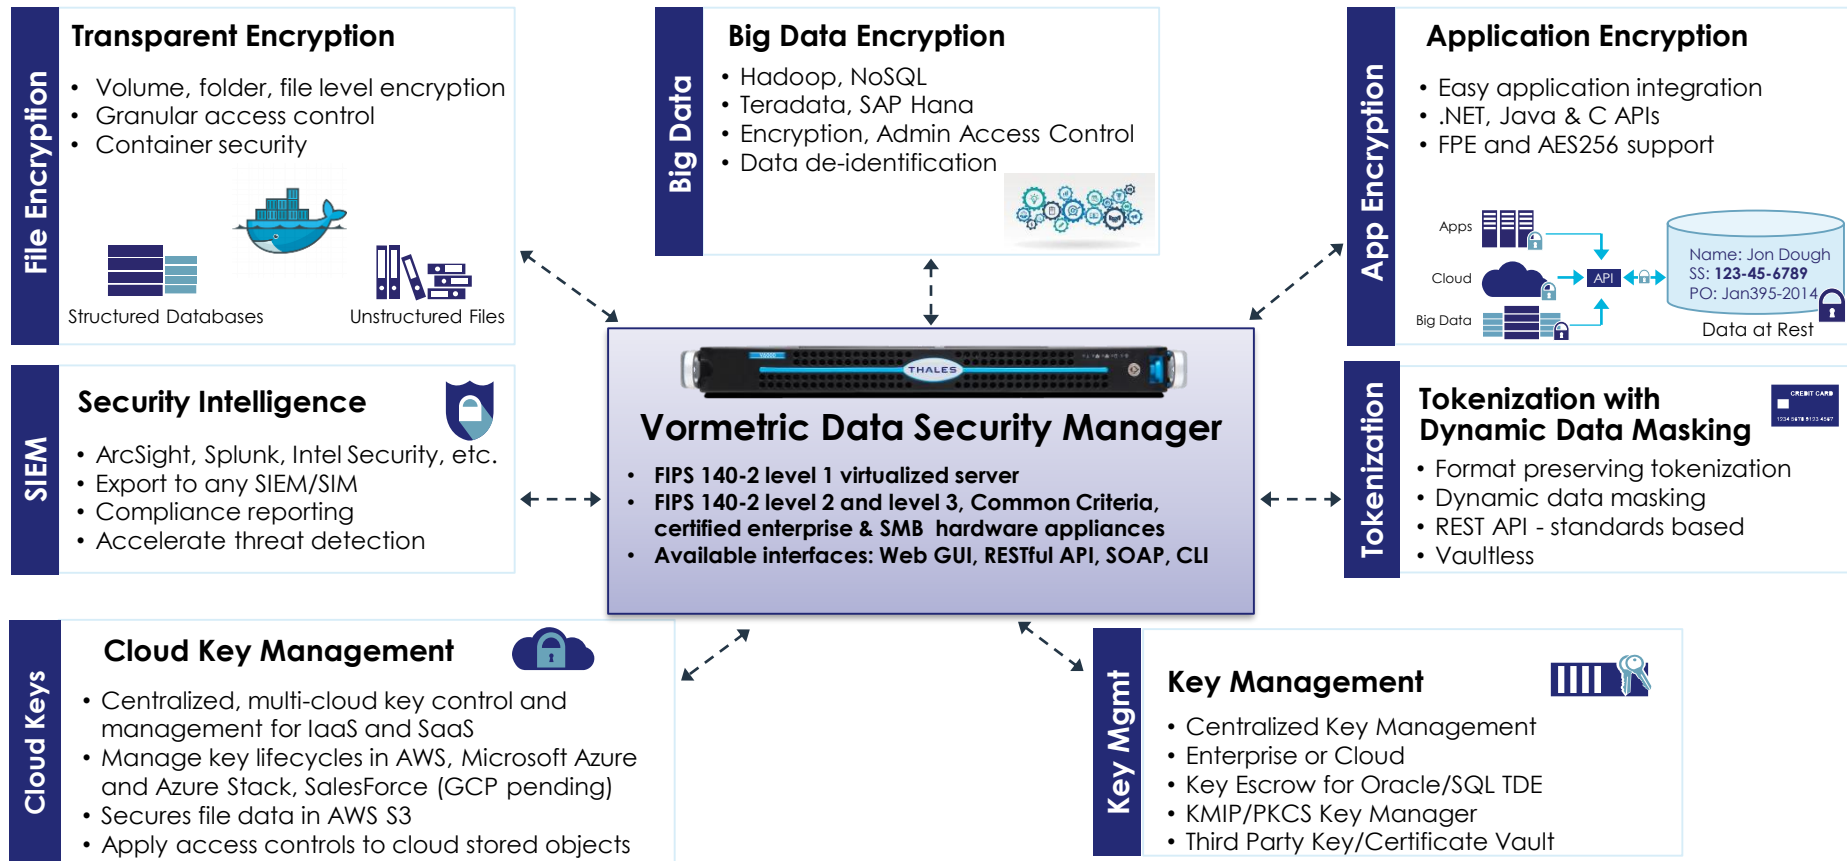 File Encryption
Transparent Encryption
• Volume, folder, file level encryption
• Granular access control
• Container security
Structured Databases
Unstructured Files
Big Data
Big Data Encryption
• Hadoop, NoSQL
• Teradata, SAP Hana
• Encryption, Admin Access Control
• Data de-identification
App Encryption
Application Encryption
• Easy application integration
• .NET, Java & C APIs
• FPE and AES256 support
Apps
Cloud
Big Data
API
Name: Jon Dough
SS: 123-45-6789
PO: Jan395-2014
Data at Rest
SIEM
Security Intelligence
• ArcSight, Splunk, Intel Security, etc.
• Export to any SIEM/SIM
• Compliance reporting
• Accelerate threat detection
THALES
Vormetric Data Security Manager
• FIPS 140-2 level 1 virtualized server
• FIPS 140-2 level 2 and level 3, Common Criteria,
certified enterprise & SMB hardware appliances
• Available interfaces: Web GUI, RESTful API, SOAP, CLI
Tokenization
Tokenization with
Dynamic Data Masking
CREDIT CARD
• Format preserving tokenization
• Dynamic data masking
• REST API - standards based
• Vaultless
Cloud Keys
Cloud Key Management
• Centralized, multi-cloud key control and
management for IaaS and SaaS
• Manage key lifecycles in AWS, Microsoft Azure
and Azure Stack, SalesForce (GCP pending)
• Secures file data in AWS S3
• Apply access controls to cloud stored objects
Key Mgmt
Key Management
• Centralized Key Management
• Enterprise or Cloud
• Key Escrow for Oracle/SQL TDE
• KMIP/PKCS Key Manager
• Third Party Key/Certificate Vault